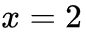 x = 2